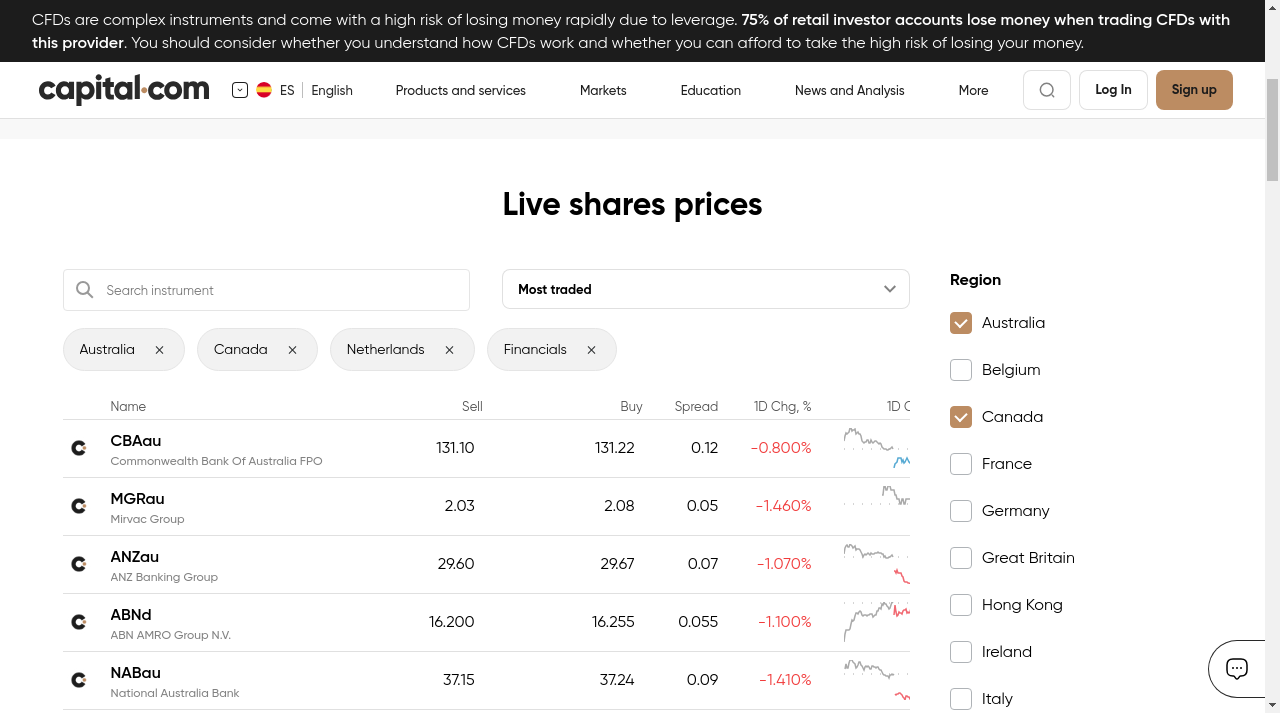 CFDs are complex instruments and come with a high risk of losing money rapidly due to leverage. 75% of retail investor accounts lose money when trading CFDs with
this provider. You should consider whether you understand how CFDs work and whether you can afford to take the high risk of losing your money.
capital.com
ES
English
Products and services
Markets
Education
News and Analysis
More
Log In
Sign up
Live shares prices
Search instrument
Most traded
Australia
Canada
Netherlands
Financials
Name Sell Buy Spread 1D Chg, % 1D C
CBAau 131.10 131.22 0.12 -0.800%
Commonwealth Bank Of Australia FPO
MGRau 2.03 2.08 0.05 -1.460%
Mirvac Group
ANZau 29.60 29.67 0.07 -1.070%
ANZ Banking Group
ABNd 16.200 16.255 0.055 -1.100%
ABN AMRO Group N.V.
NABau 37.15 37.24 0.09 -1.410%
National Australia Bank
Region
Australia
Belgium
Canada
France
Germany
Great Britain
Hong Kong
Ireland
Italy